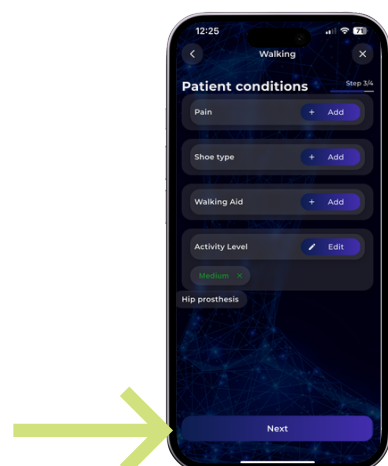 12:25
71
Walking
Patient conditions
Step 3/4
Pain
+ Add
Shoe type
+ Add
Walking Aid
+ Add
Activity Level
Edit
Medium ×
Hip prosthesis
Next